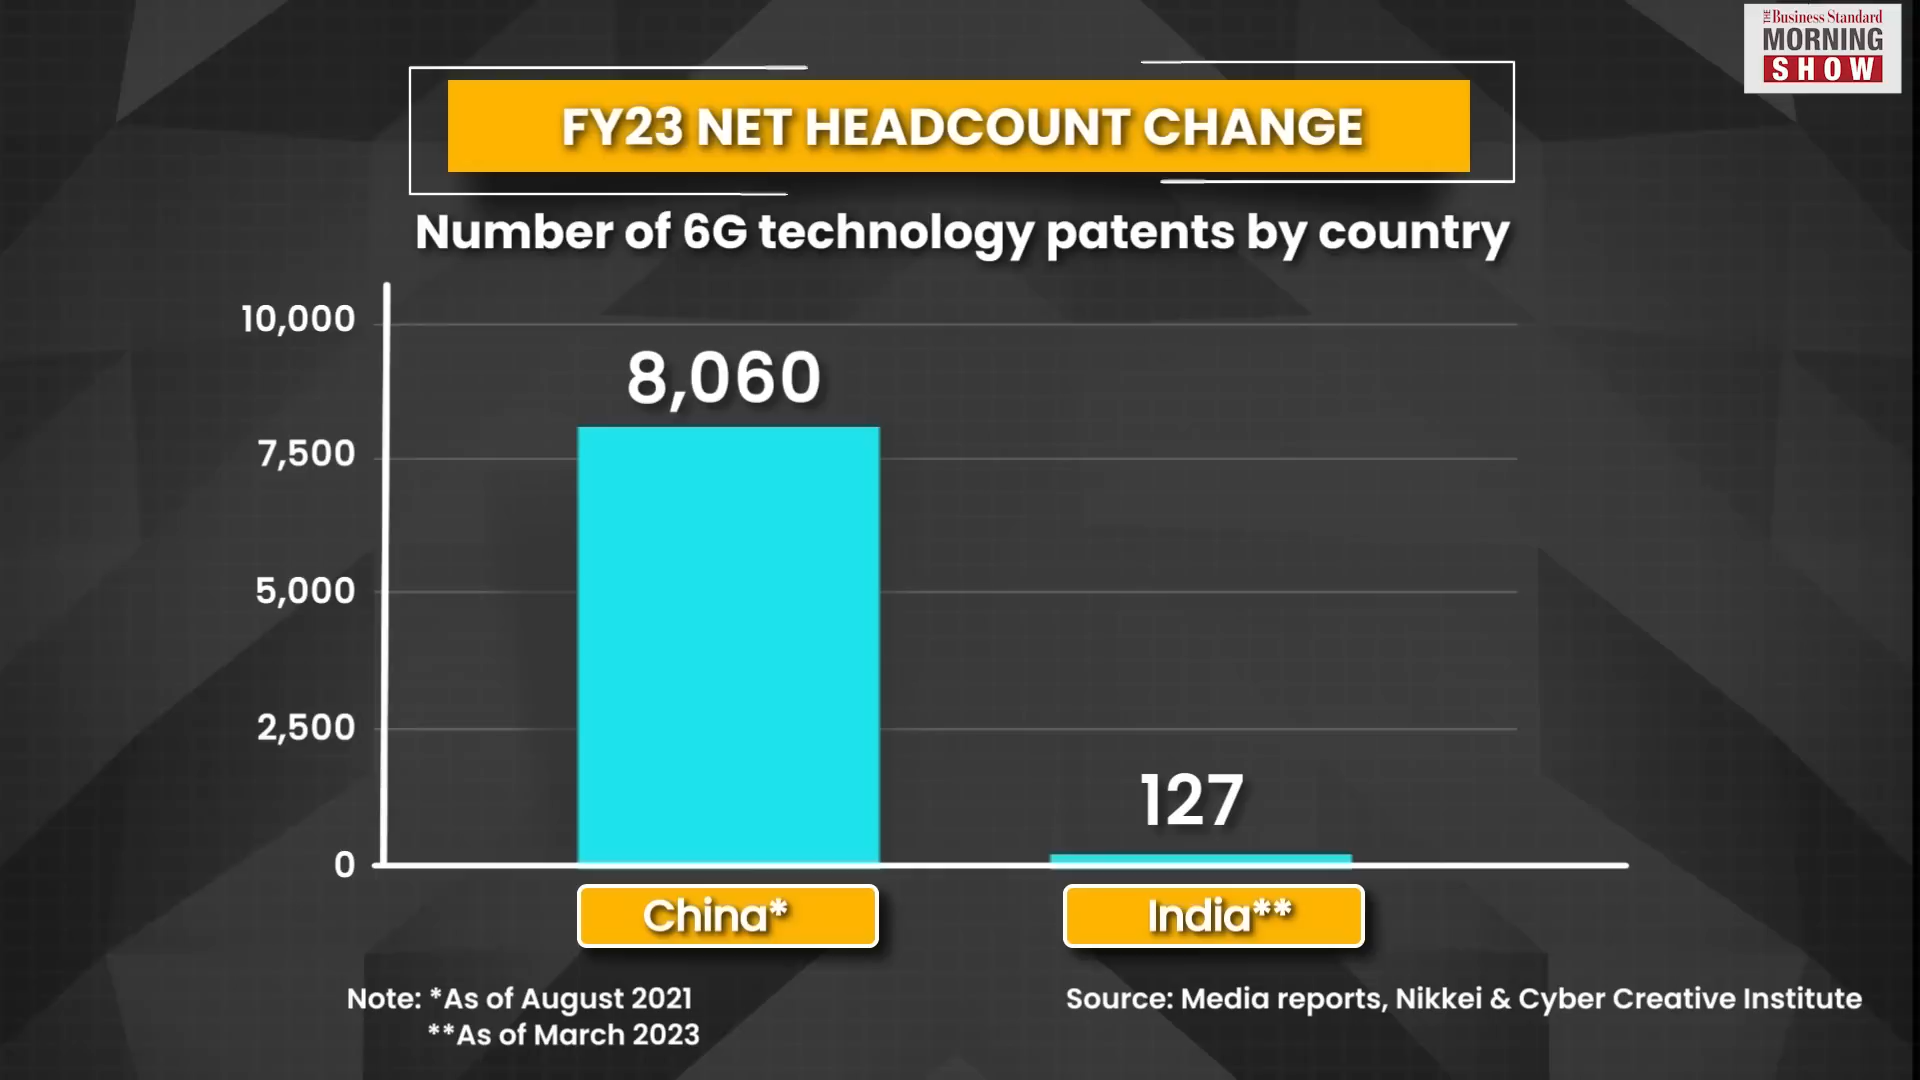 THE Business Standard
MORNING
SHOW
FY23 NET HEADCOUNT CHANGE
Number of 6G technology patents by country
10,000
8,060
7,500
5,000
2,500
127
0
China*
India**
Note: *As of August 2021
**As of March 2023
Source: Media reports, Nikkei & Cyber Creative Institute